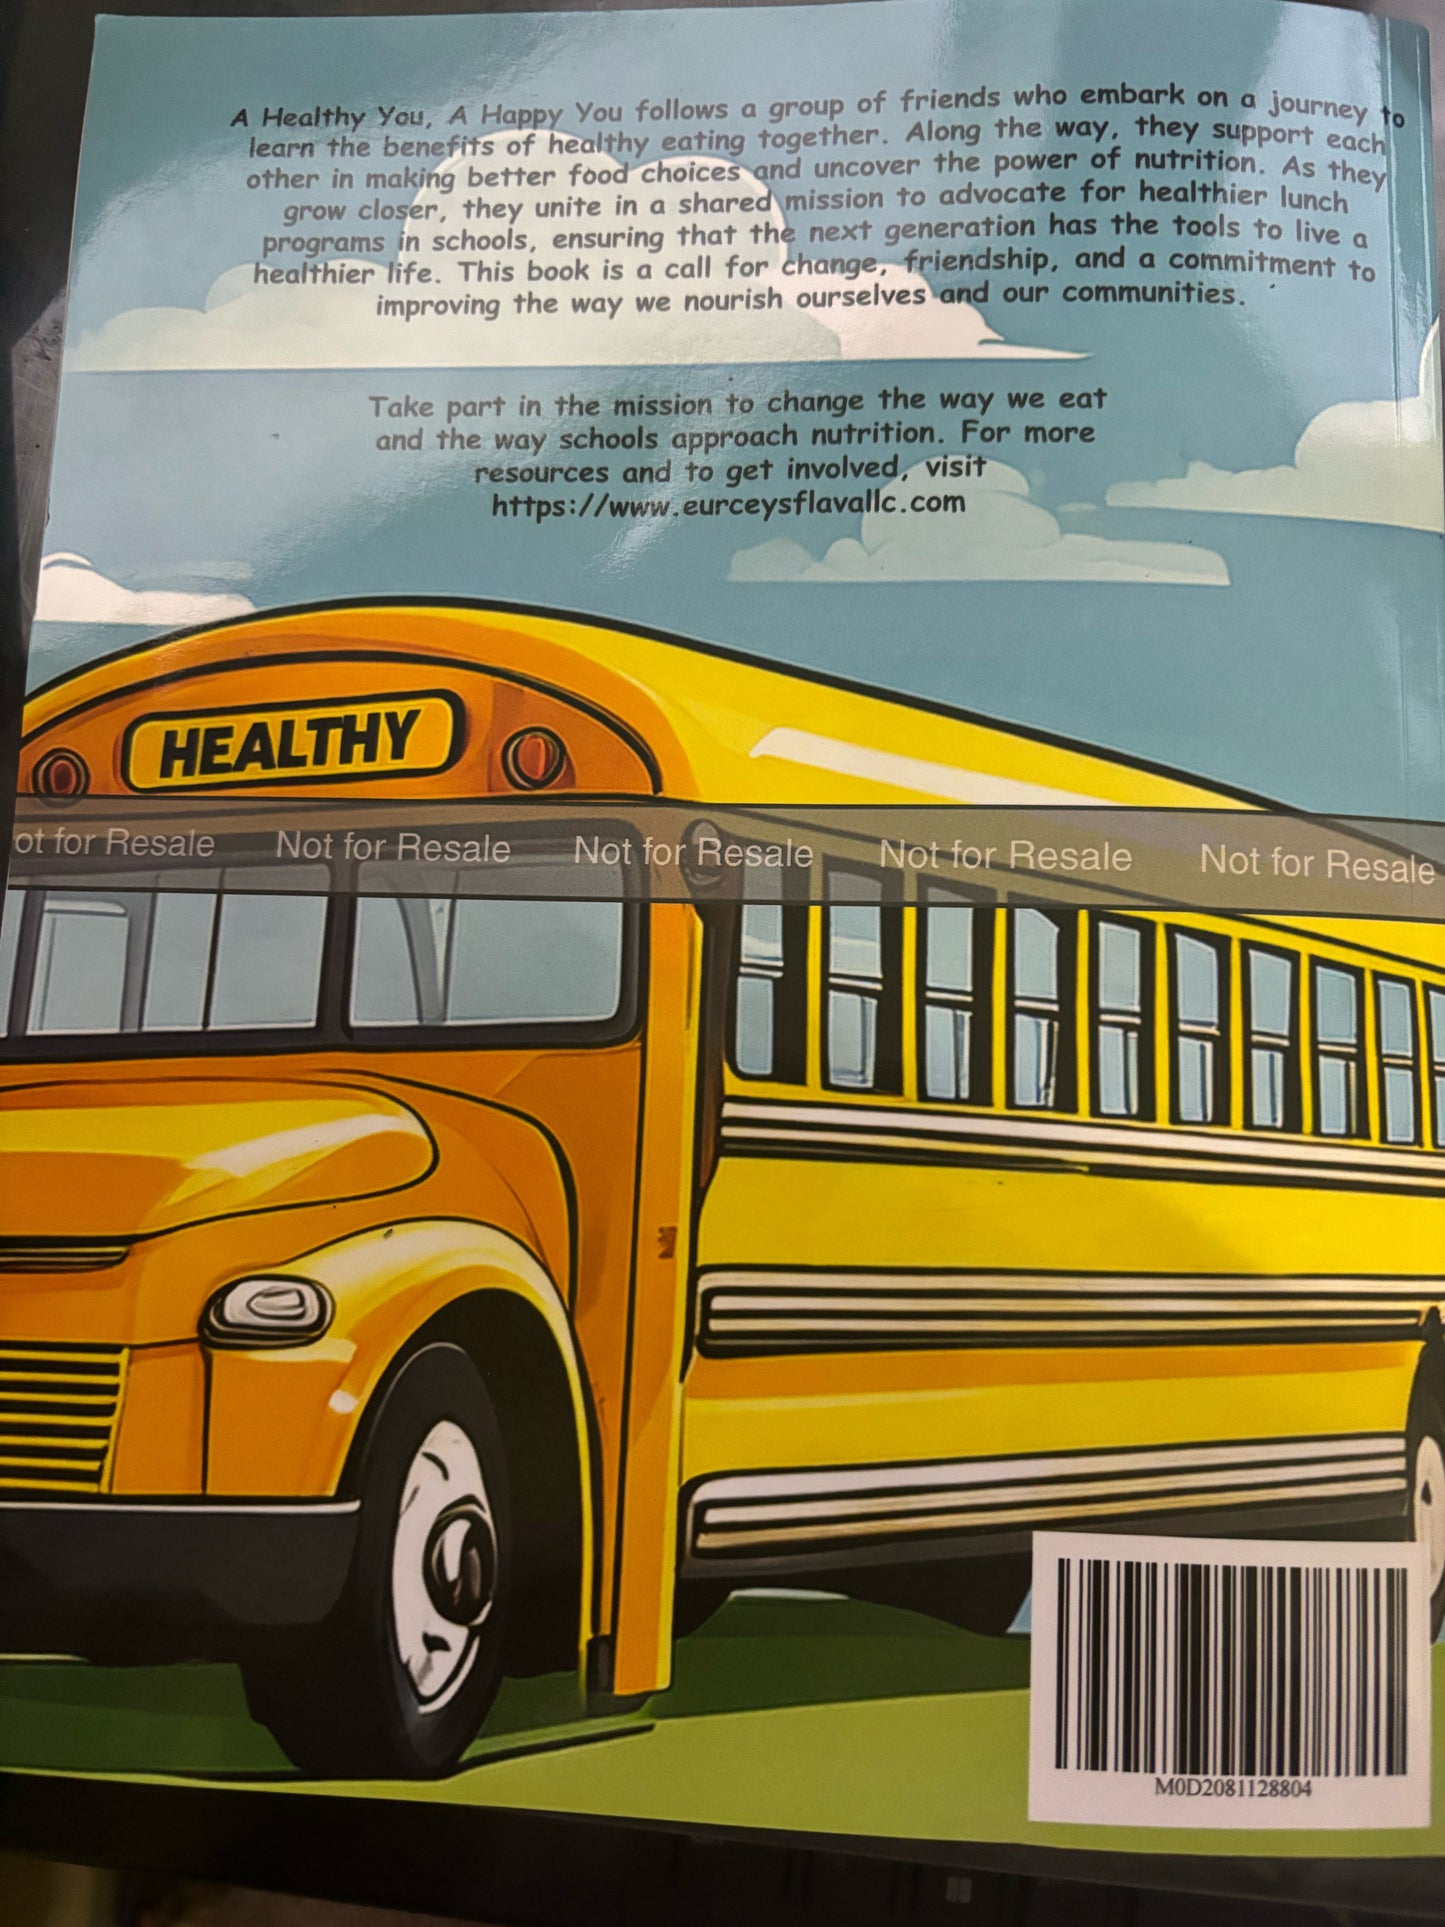 A Healthy You, A Happy You follows a group of friends who embark on a journey to
learn the benefits of healthy eating together. Along the way, they support each
other in making better food choices and uncover the power of nutrition. As they
grow closer, they unite in a shared mission to advocate for healthier lunch
programs in schools, ensuring that the next generation has the tools to live a
healthier life. This book is a call for change, friendship, and a commitment to
improving the way we nourish ourselves and our communities.
Take part in the mission to change the way we eat
and the way schools approach nutrition. For more
resources and to get involved, visit
https://www.eurceysflavallc.com
HEALTHY
ot for Resale Not for Resale Not for Resale Not for Resale Not for Resale
M0D2081128804